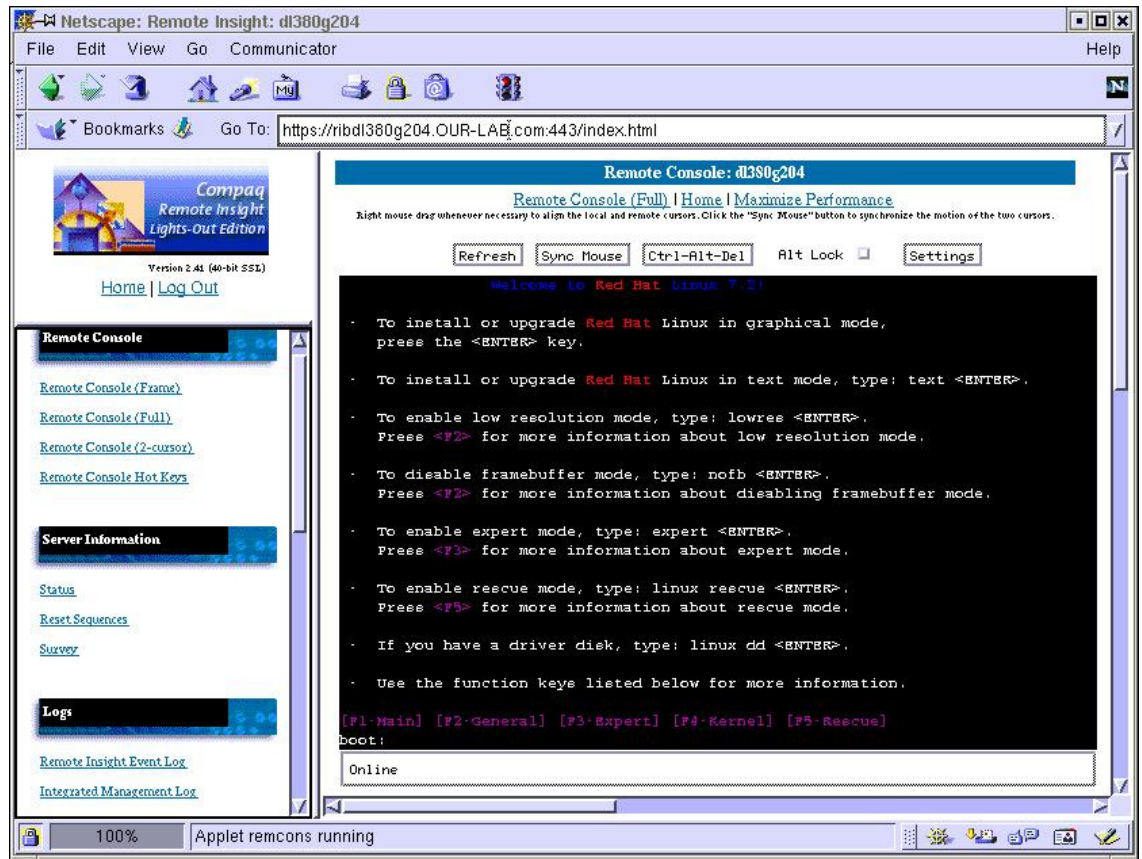 Netscape: Remote Insight: dl380g204
File Edit View Go Communicator Help
My
N
Bookmarks Go To: https://ribdl380g204.OUR-LAB.com:443/index.html
Compaq
Remote Insight
Lights-Out Edition
Version 2.41 (40-bit SSL)
Home | Log Out
Remote Console
Remote Console (Frame)
Remote Console (Full)
Remote Console (2-cursor)
Remote Console Hot Keys
Server Information
Status
Reset Sequences
Survey
Logs
Remote Insight Event Log
Integrated Management Log
Remote Console: dl380g204
Remote Console (Full) | Home | Maximize Performance
Right mouse drag whenever necessary to align the local and remote cursors. Click the "Sync Mouse" button to synchronize the motion of the two cursors.
Refresh Sync Mouse Ctrl-Alt-Del Alt Lock Settings
Welcome to Red Hat Linux 7.2!
- To install or upgrade Red Hat Linux in graphical mode,
press the <ENTER> key.
- To install or upgrade Red Hat Linux in text mode, type: text <ENTER>.
- To enable low resolution mode, type: lowres <ENTER>.
Press <F2> for more information about low resolution mode.
- To disable framebuffer mode, type: nofb <ENTER>.
Press <F2> for more information about disabling framebuffer mode.
- To enable expert mode, type: expert <ENTER>.
Press <F3> for more information about expert mode.
- To enable rescue mode, type: linux rescue <ENTER>.
Press <F5> for more information about rescue mode.
- If you have a driver disk, type: linux dd <ENTER>.
- Use the function keys listed below for more information.
[F1-Main] [F2-General] [F3-Expert] [F4-Kernel] [F5-Rescue]
boot:
Online
100% Applet remcons running